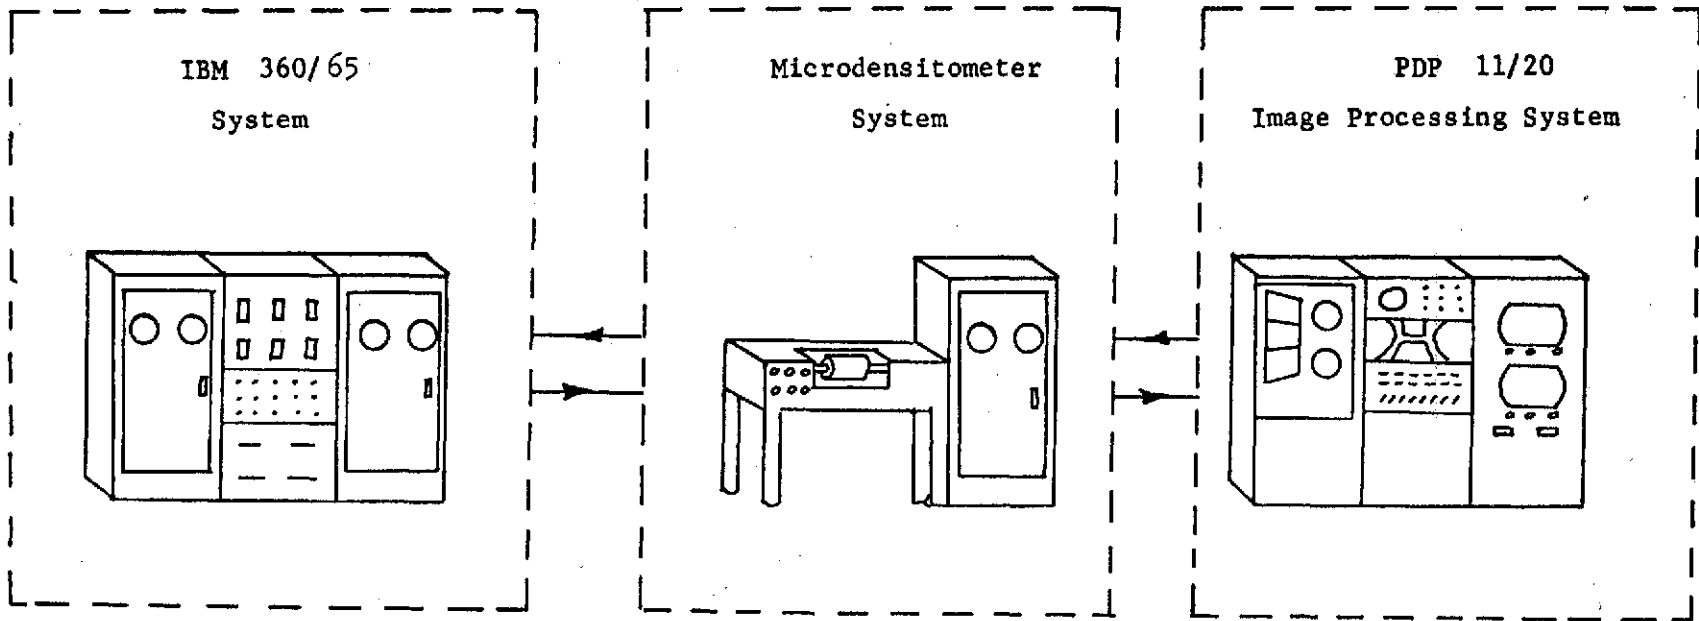 IBM 360/65
System
Microdensitometer
System
PDP 11/20
Image Processing System